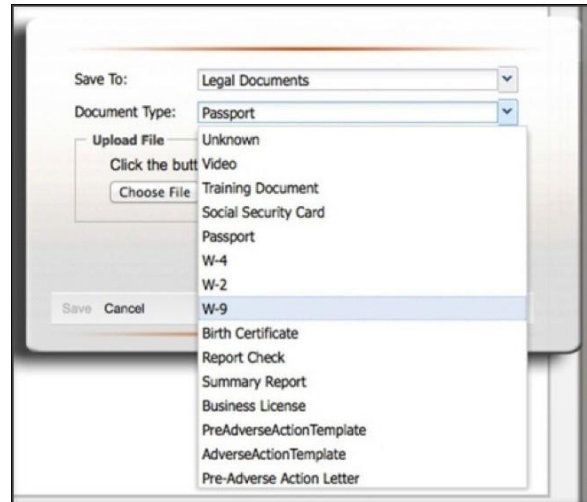 Save To: Legal Documents
Document Type: Passport
Upload File
Click the butt
Choose File
Unknown
Video
Training Document
Social Security Card
Passport
W-4
W-2
W-9
Birth Certificate
Report Check
Summary Report
Business License
PreAdverseActionTemplate
AdverseActionTemplate
Pre-Adverse Action Letter
Save Cancel